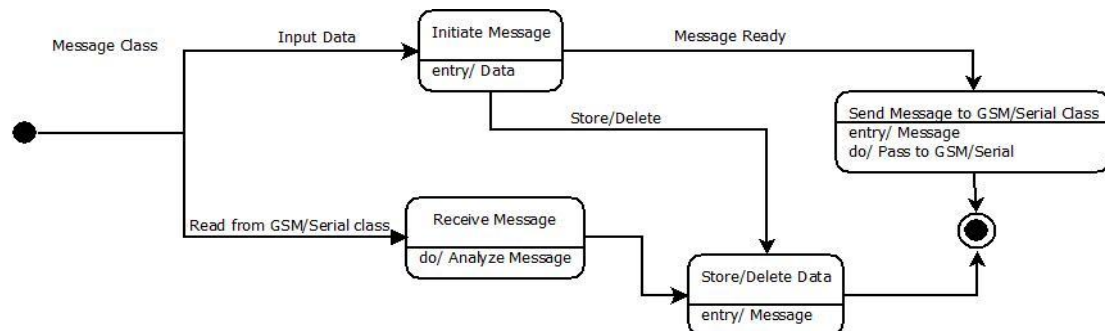 Message Class
Input Data
Initiate Message
entry/ Data
Message Ready
Store/Delete
Send Message to GSM/Serial Class
entry/ Message
do/ Pass to GSM/Serial
Read from GSM/Serial class
Receive Message
do/ Analyze Message
Store/Delete Data
entry/ Message